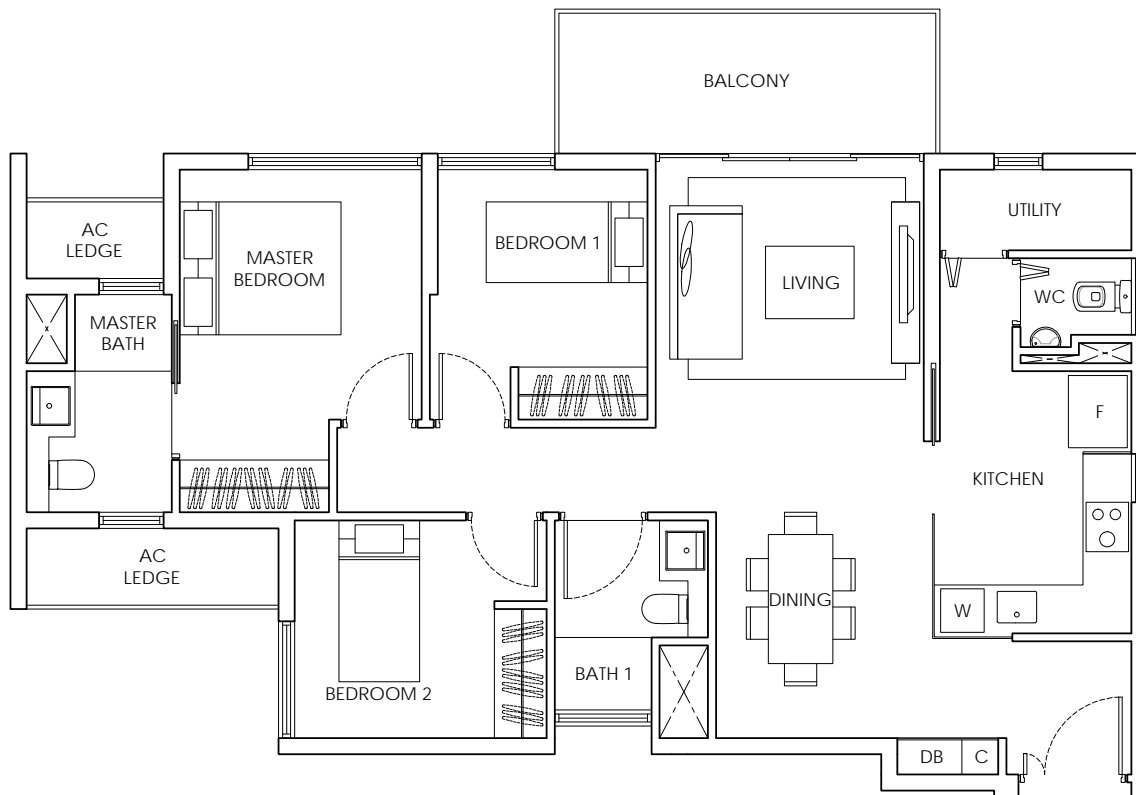 BALCONY
AC
LEDGE
MASTER
BEDROOM
BEDROOM 1
LIVING
UTILITY
WC
MASTER
BATH
F
KITCHEN
AC
LEDGE
DINING
W
BEDROOM 2
BATH 1
DB
C